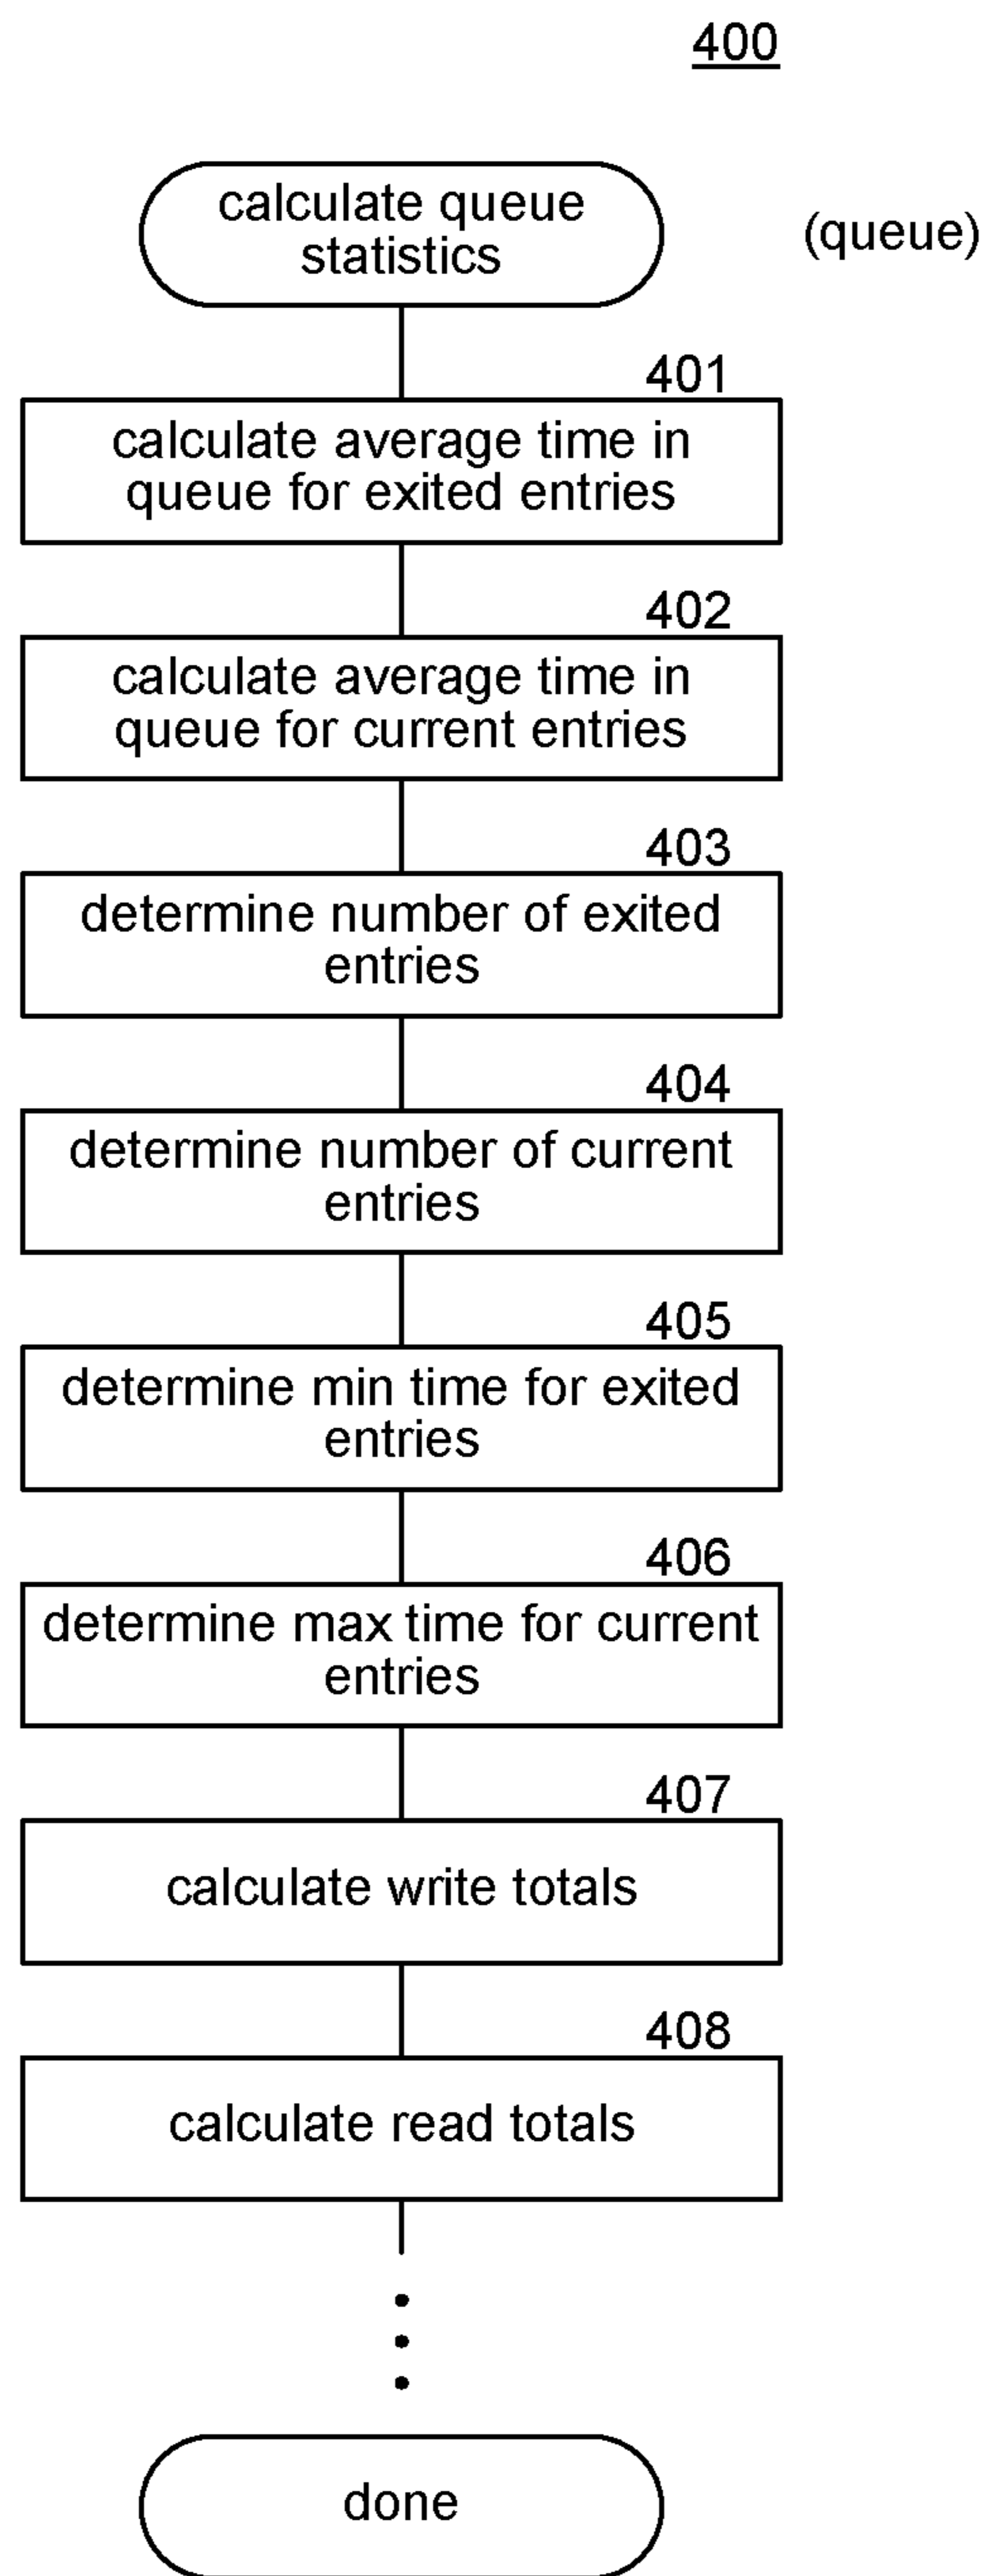 400
calculate queue
statistics
(queue)
401
calculate average time in
queue for exited entries
402
calculate average time in
queue for current entries
403
determine number of exited
entries
404
determine number of current
entries
405
determine min time for exited
entries
406
determine max time for current
entries
407
calculate write totals
408
calculate read totals
done